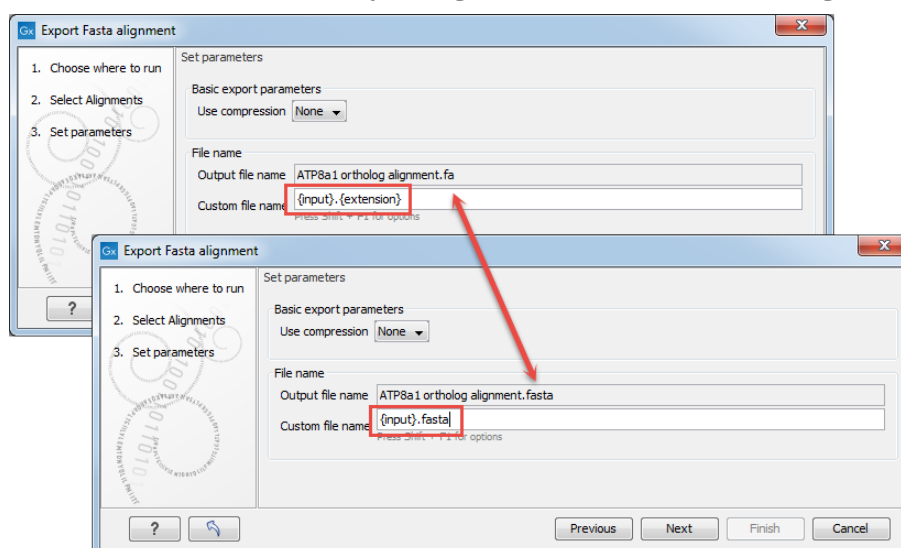 Gx Export Fasta alignment X
1. Choose where to run
2. Select Alignments
3. Set parameters
Set parameters
Basic export parameters
Use compression None
File name
Output file name ATP8a1 ortholog alignment.fa
Custom file name {input}.{extension}
Press Shift + F1 for options
?
Gx Export Fasta alignment X
1. Choose where to run
2. Select Alignments
3. Set parameters
Set parameters
Basic export parameters
Use compression None
File name
Output file name ATP8a1 ortholog alignment.fasta
Custom file name {input}.fasta
Press Shift + F1 for options
? Previous Next Finish Cancel